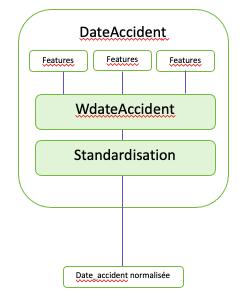 DateAccident
Features
Features
Features
WdateAccident
Standardisation
Date_accident normalisée